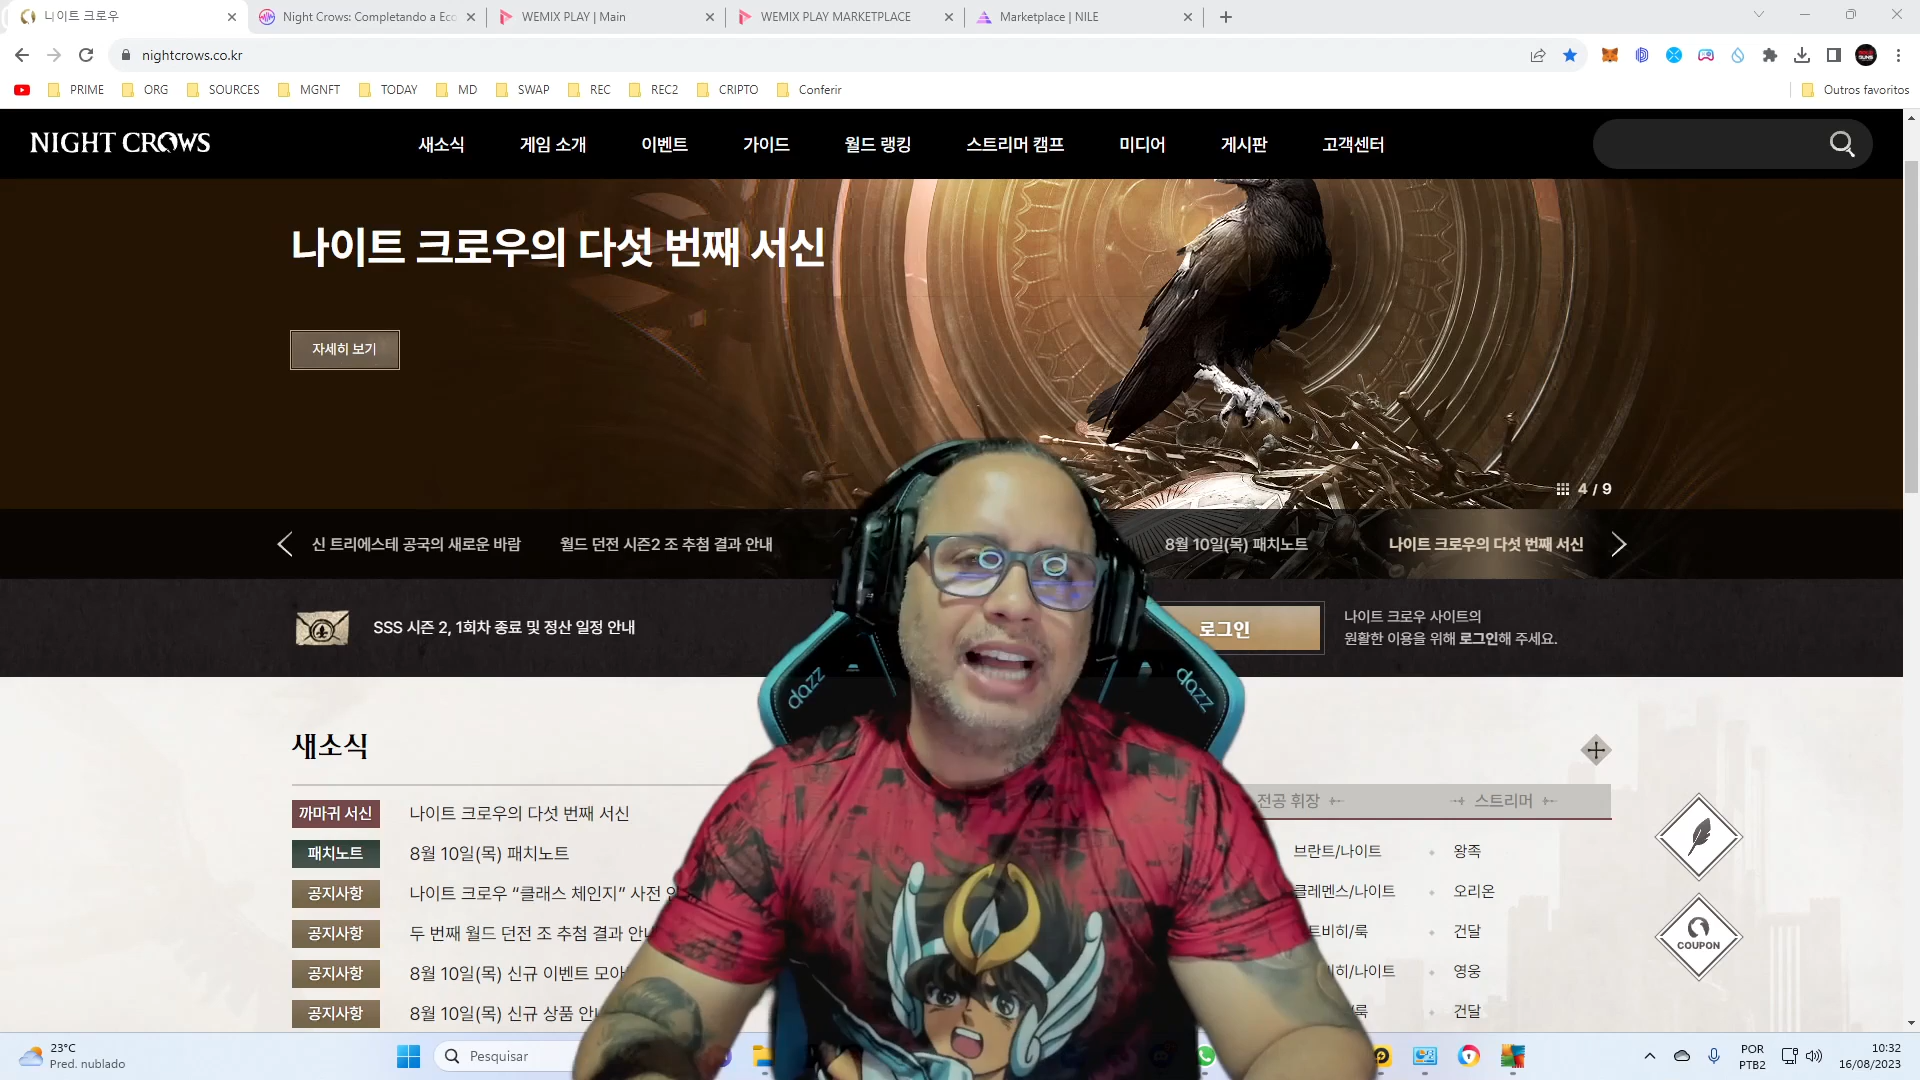 나이트 크로우
Night Crows: Completando a Eco
WEMIX PLAY | Main
WEMIX PLAY MARKETPLACE
Marketplace | NILE
nightcrows.co.kr
PRIME
ORG
SOURCES
MGNFT
TODAY
MD
SWAP
REC
REC2
CRIPTO
Conferir
Outros favoritos
NIGHT CROWS
새소식
게임 소개
이벤트
가이드
월드 랭킹
스트리머 캠프
미디어
게시판
고객센터
나이트 크로우의 다섯 번째 서신
자세히 보기
4 / 9
신 트리에스테 공국의 새로운 바람
월드 던전 시즌2 조 추첨 결과 안내
8월 10일(목) 패치노트
나이트 크로우의 다섯 번째 서신
SSS 시즌 2, 1회차 종료 및 정산 일정 안내
로그인
나이트 크로우 사이트의
원활한 이용을 위해 로그인해 주세요.
dazz
dazz
새소식
전공 휘장
스트리머
까마귀 서신
나이트 크로우의 다섯 번째 서신
브란트/나이트
왕족
패치노트
8월 10일(목) 패치노트
클레멘스/나이트
오리온
공지사항
나이트 크로우 “클래스 체인지” 사전
트비히/룩
건달
공지사항
두 번째 월드 던전 조 추첨 결과 안내
히/나이트
영웅
공지사항
8월 10일(목) 신규 이벤트 모아
룩
건달
공지사항
8월 10일(목) 신규 상품 안내
COUPON
23°C
Pred. nublado
Pesquisar
POR
PTB2
10:32
16/08/2023